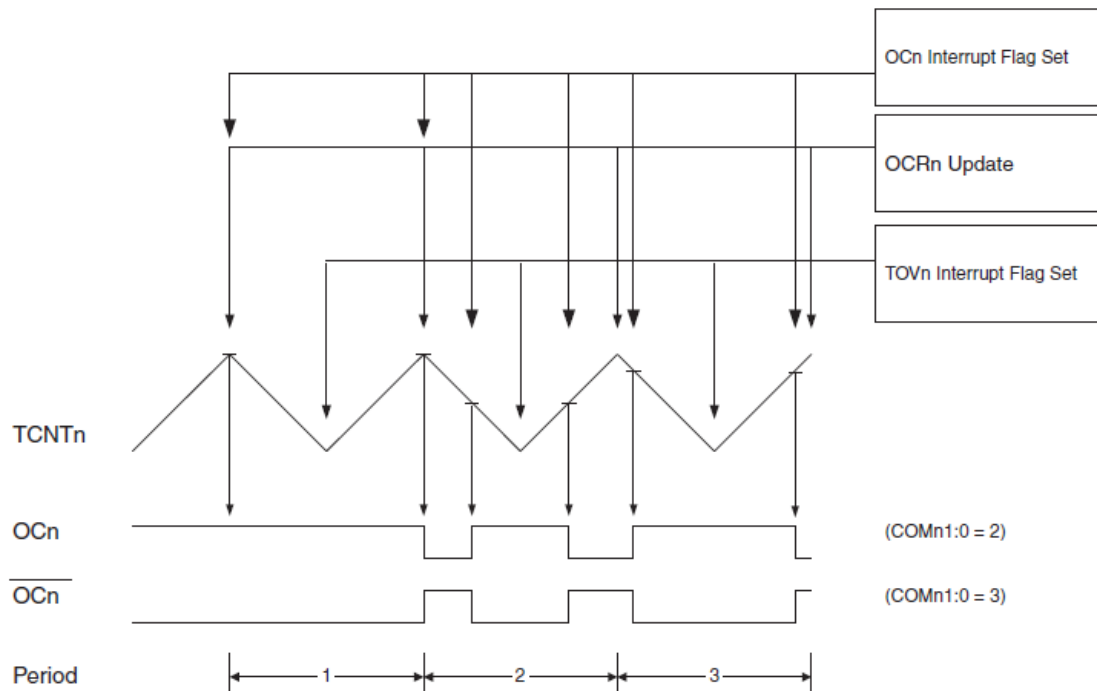 OCn Interrupt Flag Set
OCRn Update
TOVn Interrupt Flag Set
TCNTn
OCn
(COMn1:0 = 2)
OCn
(COMn1:0 = 3)
Period
1
2
3